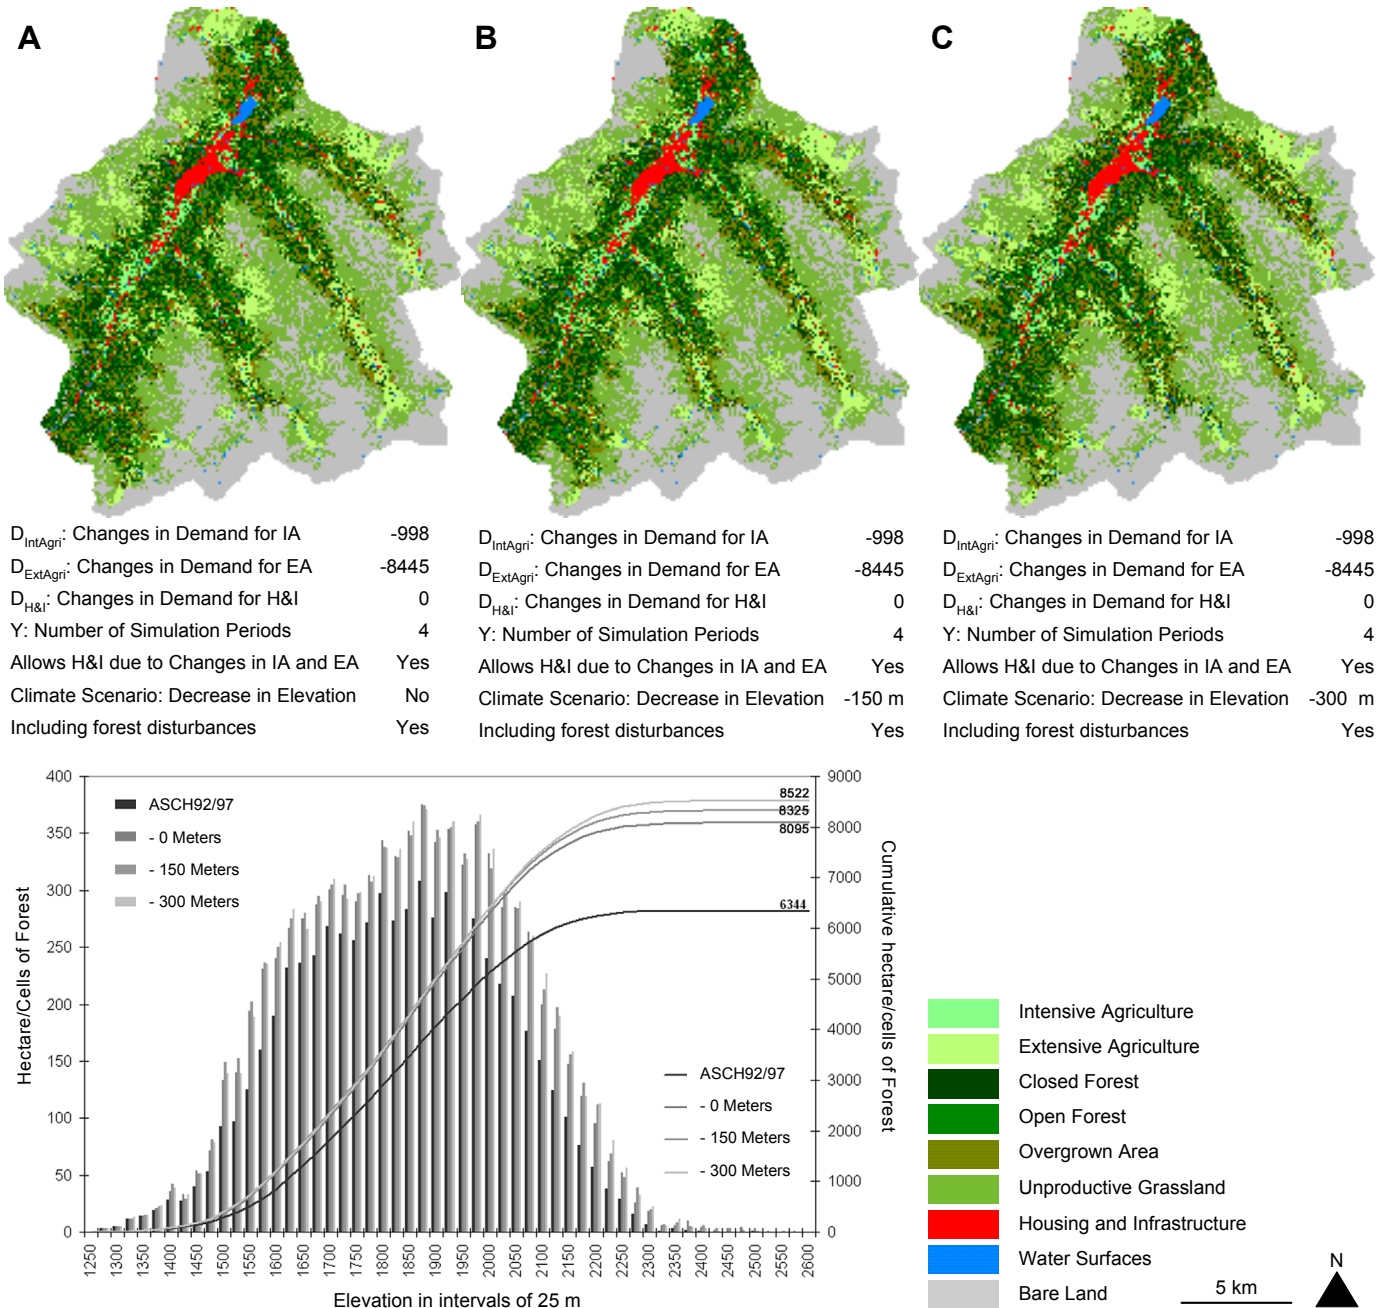 A
B
C
D_IntAgri: Changes in Demand for IA -998
D_ExtAgri: Changes in Demand for EA -8445
D_H&I: Changes in Demand for H&I 0
Y: Number of Simulation Periods 4
Allows H&I due to Changes in IA and EA Yes
Climate Scenario: Decrease in Elevation No
Including forest disturbances Yes
D_IntAgri: Changes in Demand for IA -998
D_ExtAgri: Changes in Demand for EA -8445
D_H&I: Changes in Demand for H&I 0
Y: Number of Simulation Periods 4
Allows H&I due to Changes in IA and EA Yes
Climate Scenario: Decrease in Elevation -150 m
Including forest disturbances Yes
D_IntAgri: Changes in Demand for IA -998
D_ExtAgri: Changes in Demand for EA -8445
D_H&I: Changes in Demand for H&I 0
Y: Number of Simulation Periods 4
Allows H&I due to Changes in IA and EA Yes
Climate Scenario: Decrease in Elevation -300 m
Including forest disturbances Yes
Hectare/Cells of Forest
400
350
300
250
200
150
100
50
0
ASCH92/97
- 0 Meters
- 150 Meters
- 300 Meters
8522
8325
8095
6344
ASCH92/97
- 0 Meters
- 150 Meters
- 300 Meters
9000
8000
7000
6000
5000
4000
3000
2000
1000
0
Cumulative hectare/cells of Forest
1250 1300 1350 1400 1450 1500 1550 1600 1650 1700 1750 1800 1850 1900 1950 2000 2050 2100 2150 2200 2250 2300 2350 2400 2450 2500 2550 2600
Elevation in intervals of 25 m
Intensive Agriculture
Extensive Agriculture
Closed Forest
Open Forest
Overgrown Area
Unproductive Grassland
Housing and Infrastructure
Water Surfaces
Bare Land
5 km
N